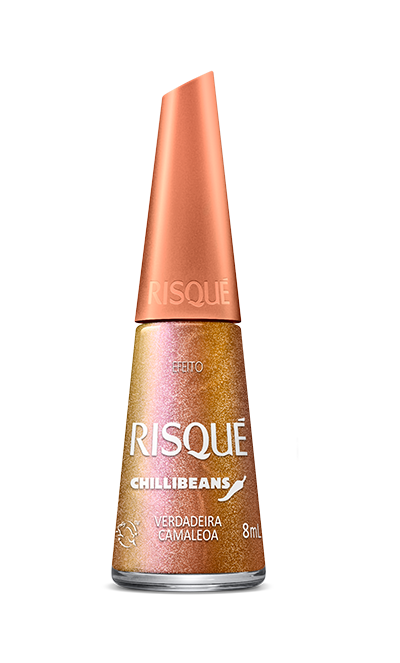 RISQUÉ
EFEITO
RISQUÉ
CHILLIBEANS
VERDADEIRA
CAMALEOA
8mL